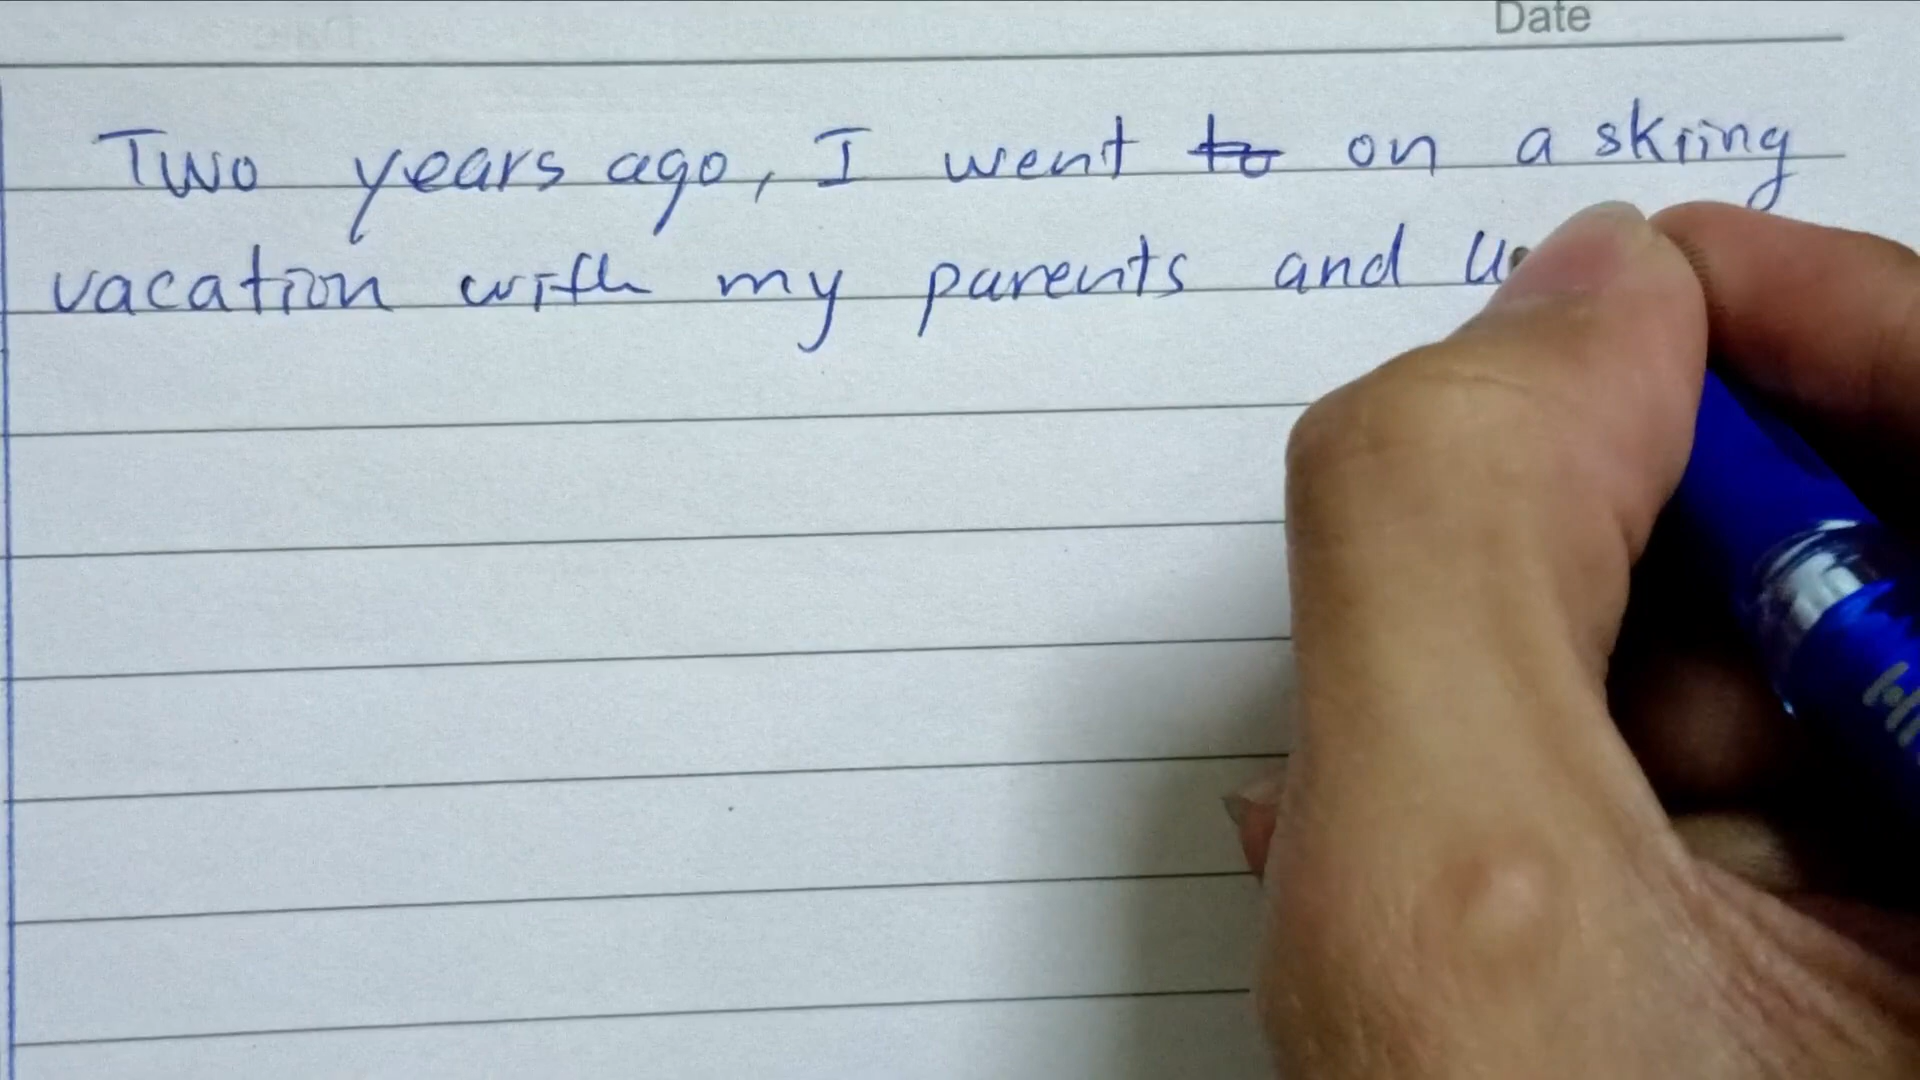 Date
Two years ago, I went to on a skiing
vacation with my parents and